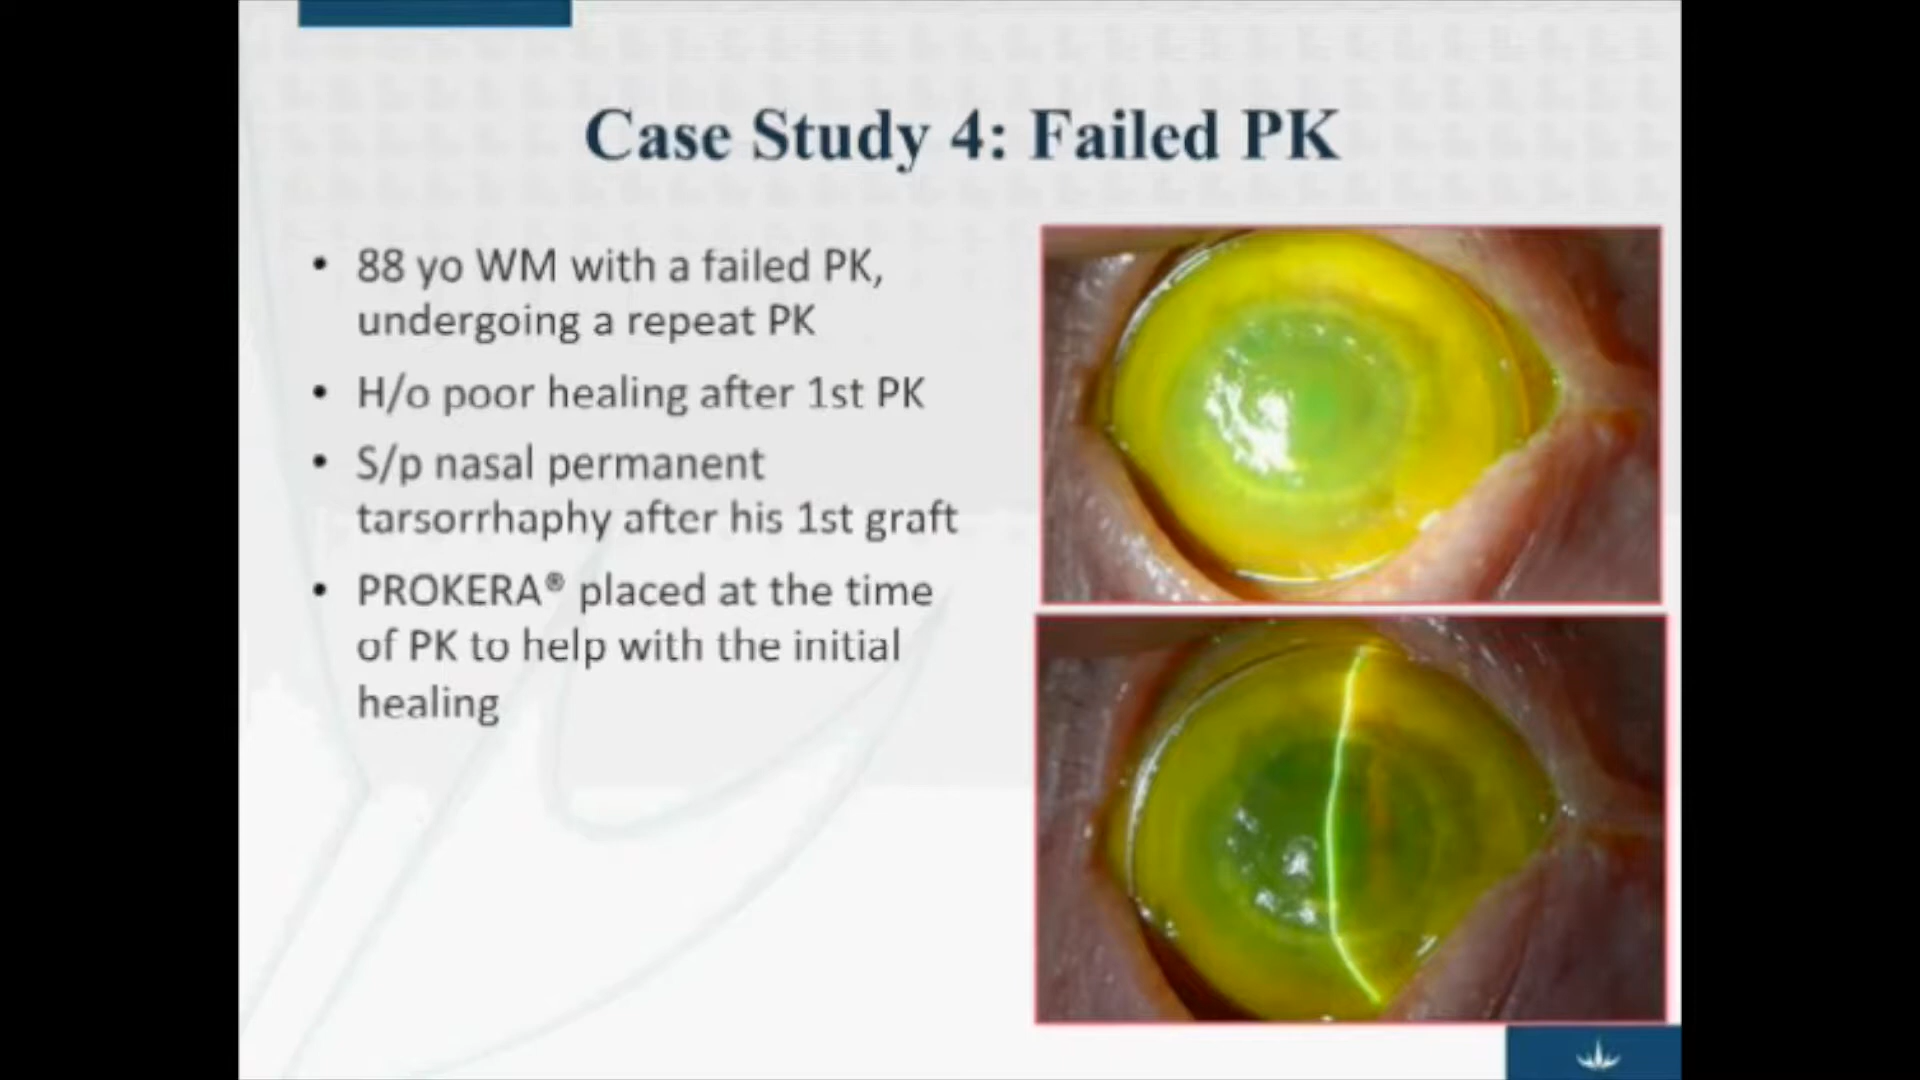 Case Study 4: Failed PK
• 88 yo WM with a failed PK,
undergoing a repeat PK
• H/o poor healing after 1st PK
• S/p nasal permanent
tarsorrhaphy after his 1st graft
• PROKERA® placed at the time
of PK to help with the initial
healing